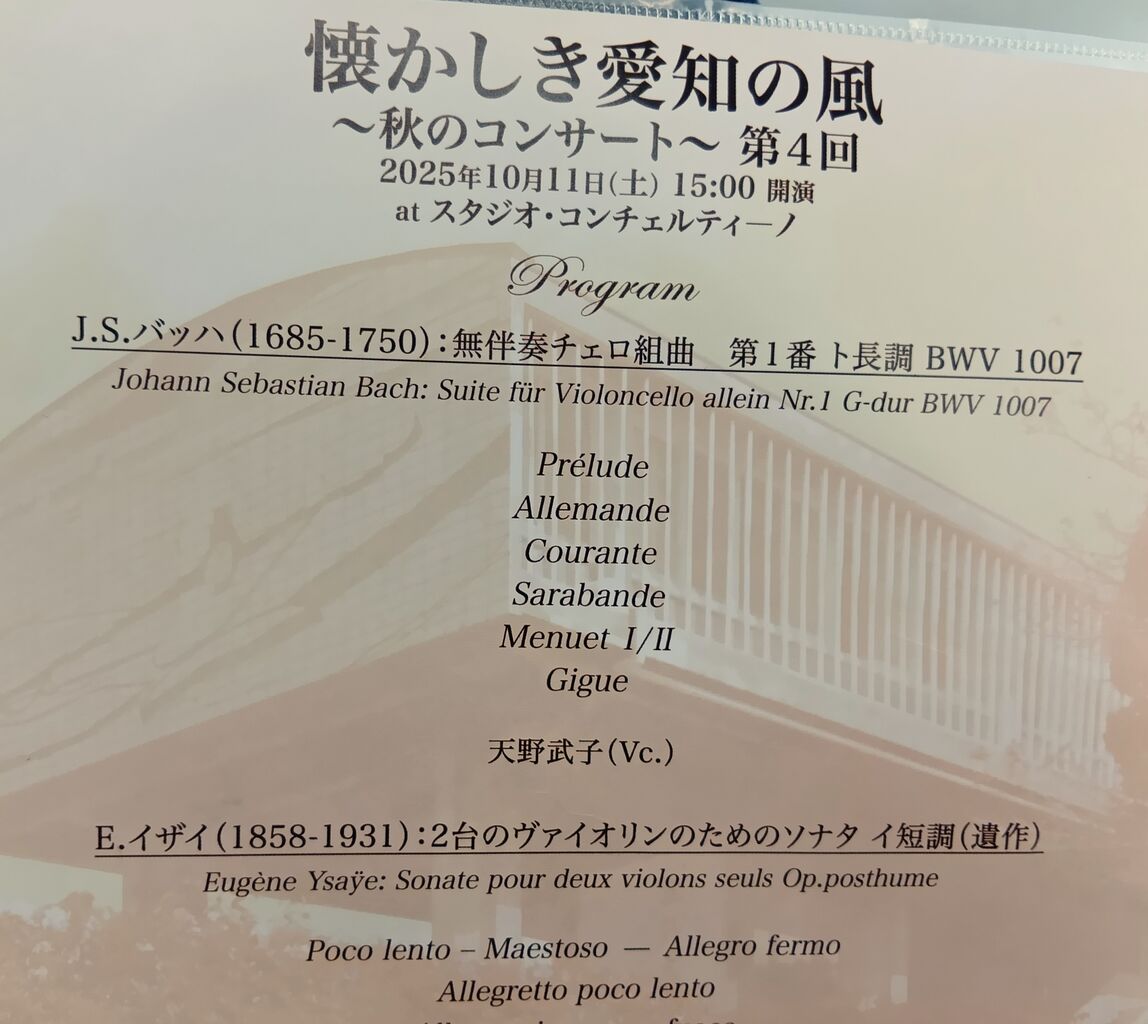 懐かしき愛知の風
～秋のコンサート～ 第4回
2025年10月11日(土) 15:00 開演
at スタジオ・コンチェルティーノ
Program
J.S.バッハ(1685-1750):無伴奏チェロ組曲　第1番 ト長調 BWV 1007
Johann Sebastian Bach: Suite für Violoncello allein Nr.1 G-dur BWV 1007
Prélude
Allemande
Courante
Sarabande
Menuet I/II
Gigue
天野武子(Vc.)
E.イザイ(1858-1931):2台のヴァイオリンのためのソナタ イ短調(遺作)
Eugène Ysaÿe: Sonate pour deux violons seuls Op.posthume
Poco lento – Maestoso — Allegro fermo
Allegretto poco lento